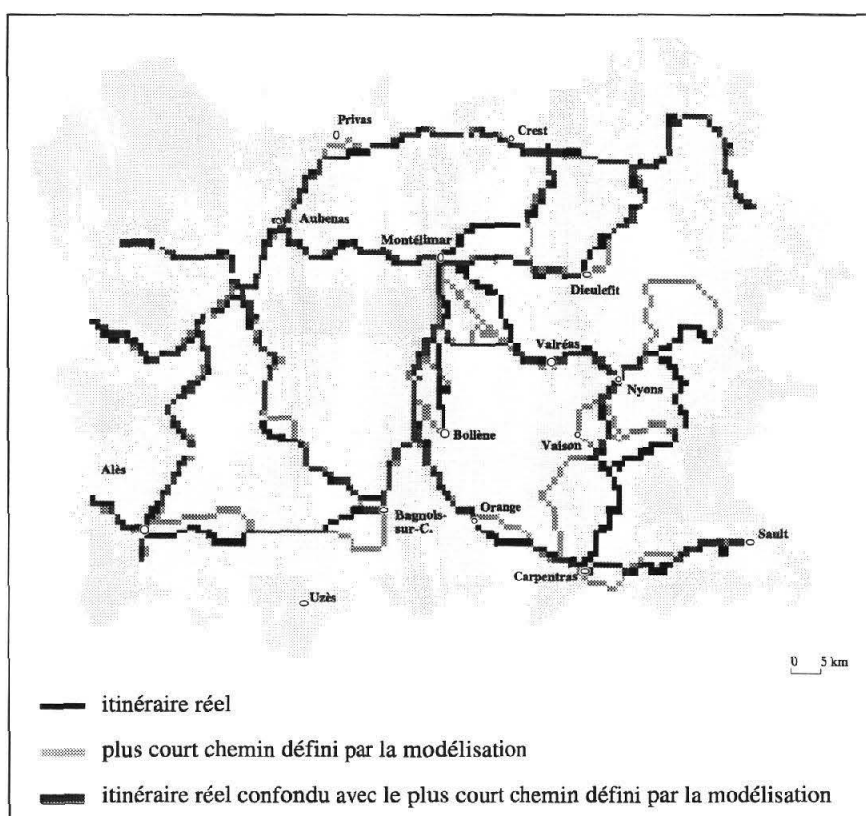 Privas
Crest
Aubenas
Montélimar
Dieulefit
Valréas
Nyons
Bollène
Vaison
Alès
Bagnols-
sur-C.
Orange
Sault
Carpentras
Uzès
0 5 km
itinéraire réel
plus court chemin défini par la modélisation
itinéraire réel confondu avec le plus court chemin défini par la modélisation